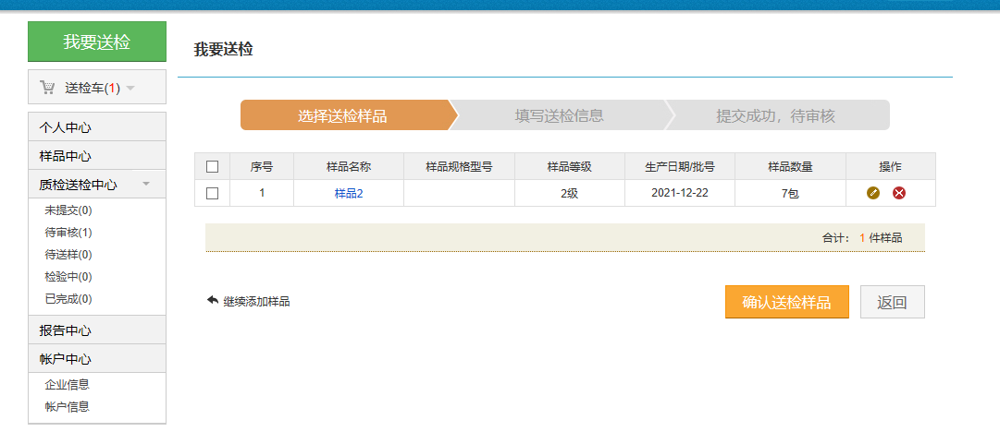 我要送检
送检车(1)
个人中心
样品中心
质检送检中心
未提交(0)
待审核(1)
待送样(0)
检验中(0)
已完成(0)
报告中心
帐户中心
企业信息
帐户信息
我要送检
选择送检样品 填写送检信息 提交成功，待审核
序号 样品名称 样品规格型号 样品等级 生产日期/批号 样品数量 操作
1 样品2 2级 2021-12-22 7包
合计： 1 件样品
继续添加样品 确认送检样品 返回